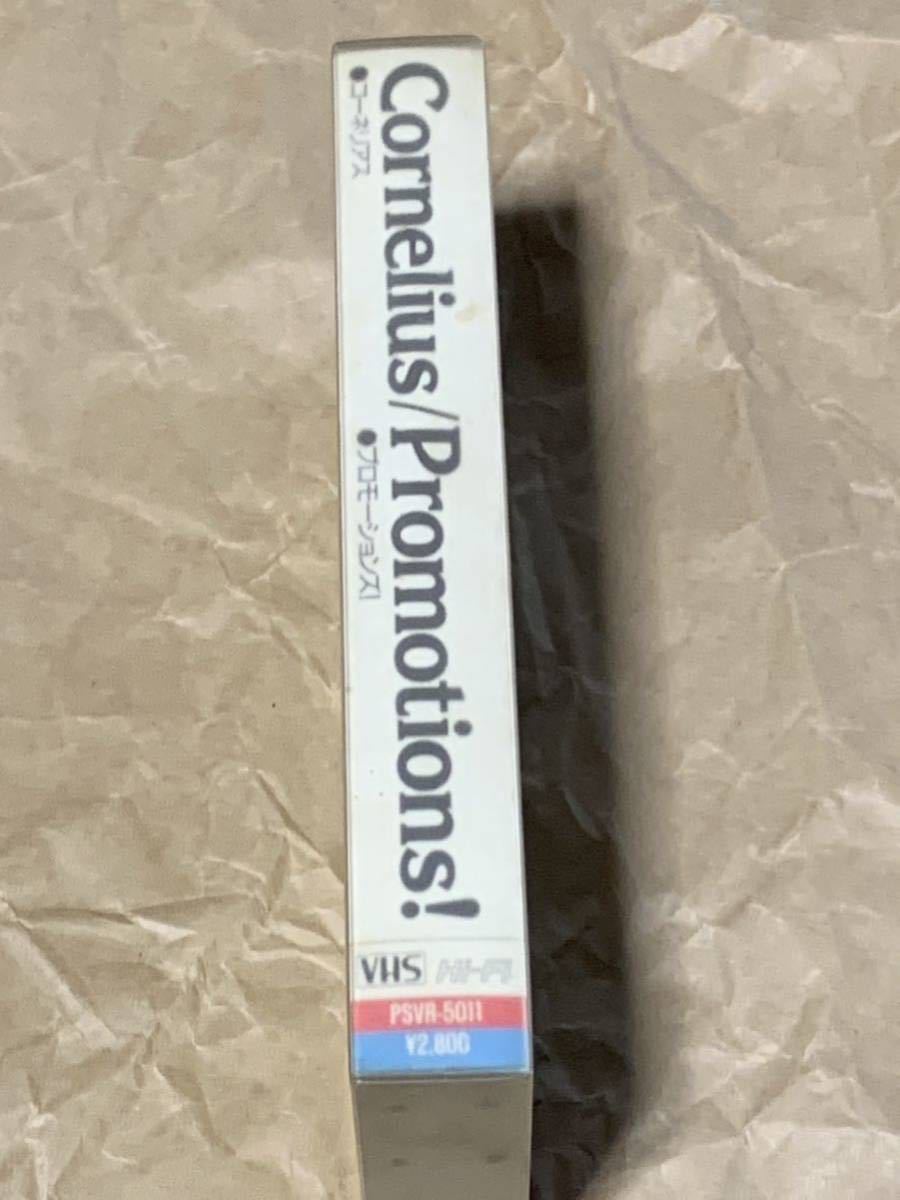 Cornelius/Promotions!
●コーネリアス
●プロモーションズ!
VHS Hi-Fi
PSVR-5011
¥2,800